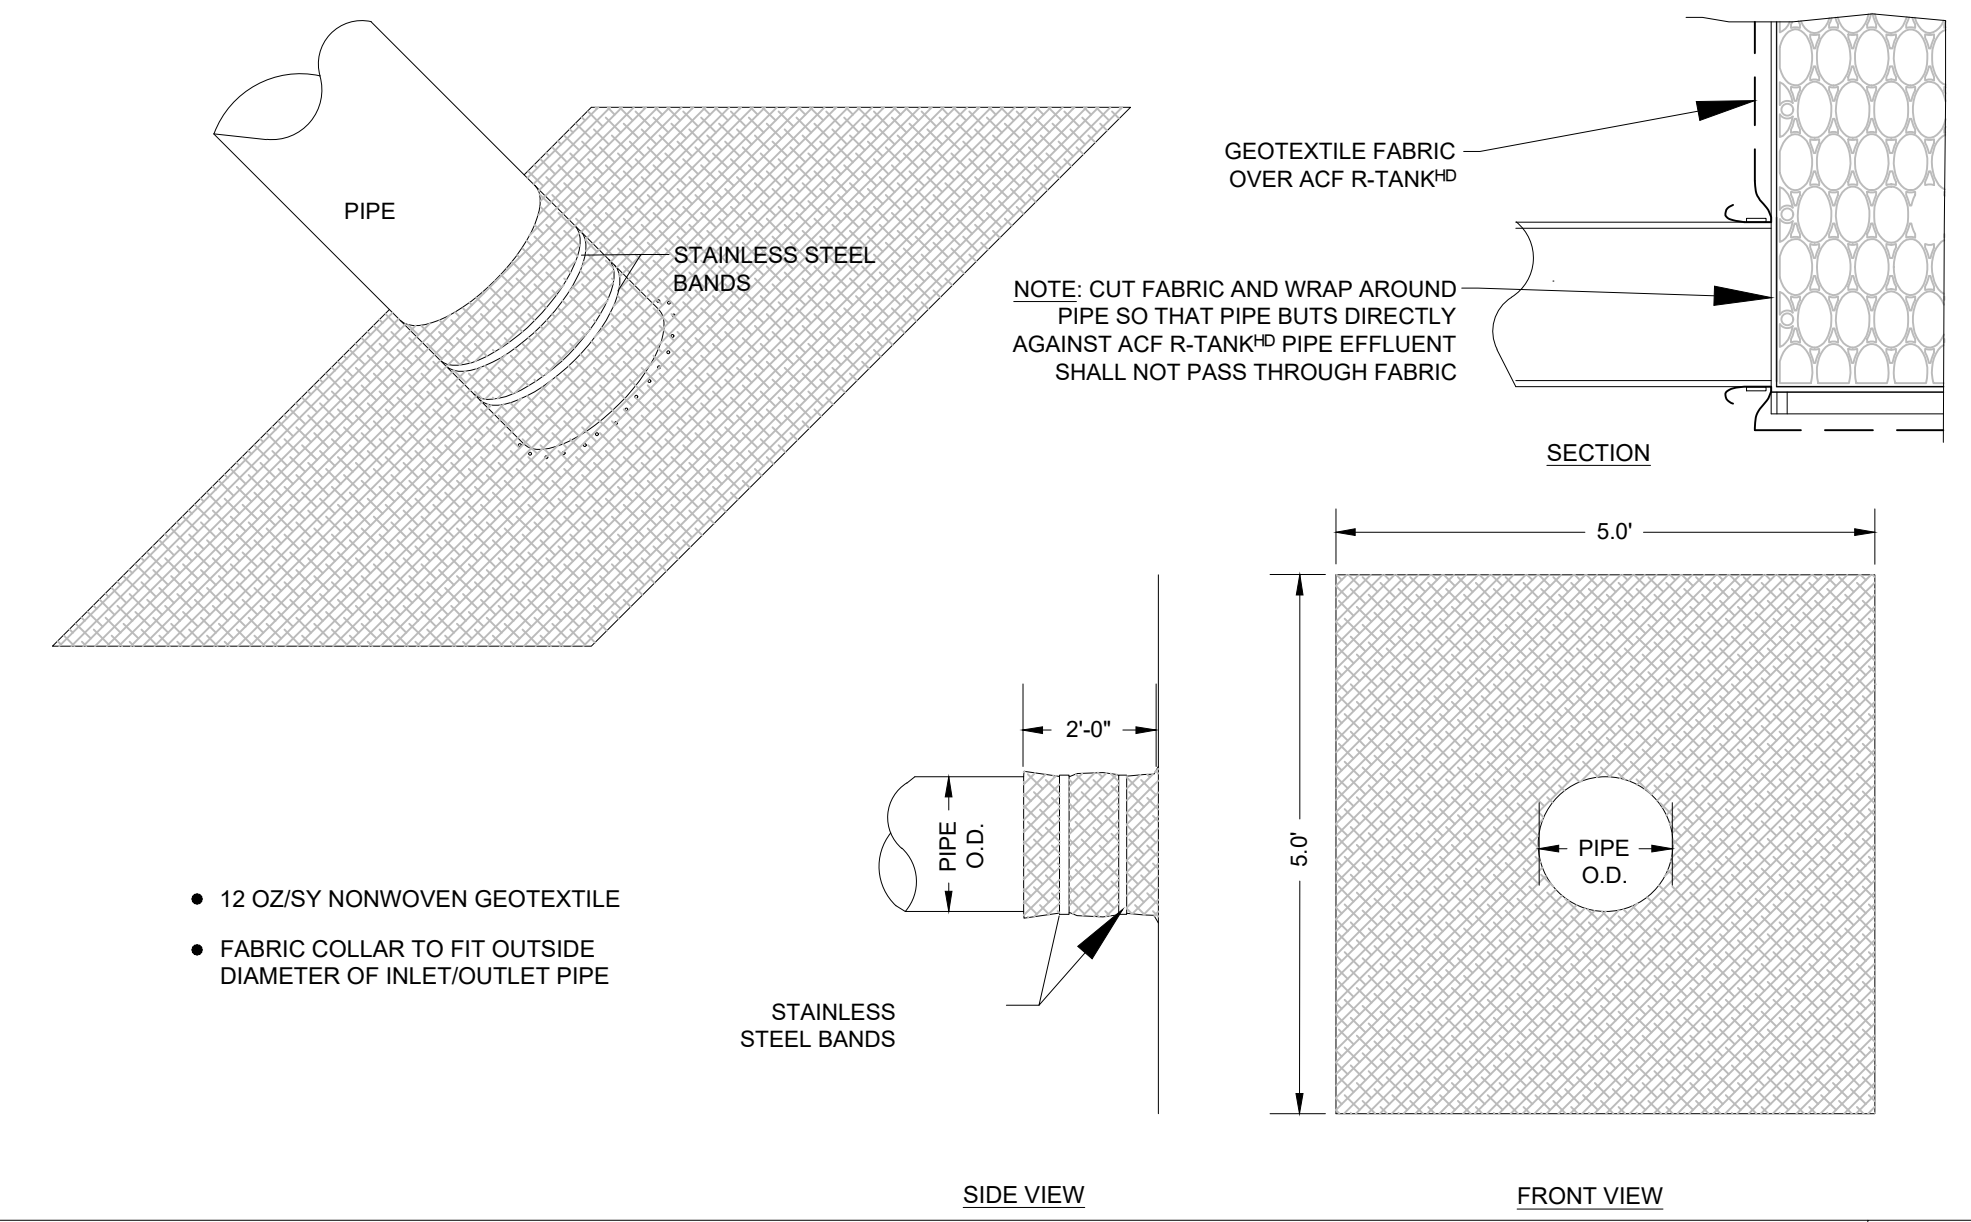 PIPE
STAINLESS STEEL
BANDS
GEOTEXTILE FABRIC
OVER ACF R-TANKHD
NOTE: CUT FABRIC AND WRAP AROUND
PIPE SO THAT PIPE BUTS DIRECTLY
AGAINST ACF R-TANKHD PIPE EFFLUENT
SHALL NOT PASS THROUGH FABRIC
SECTION
5.0'
5.0'
PIPE
O.D.
FRONT VIEW
2'-0"
PIPE
O.D.
STAINLESS
STEEL BANDS
SIDE VIEW
● 12 OZ/SY NONWOVEN GEOTEXTILE
● FABRIC COLLAR TO FIT OUTSIDE
DIAMETER OF INLET/OUTLET PIPE